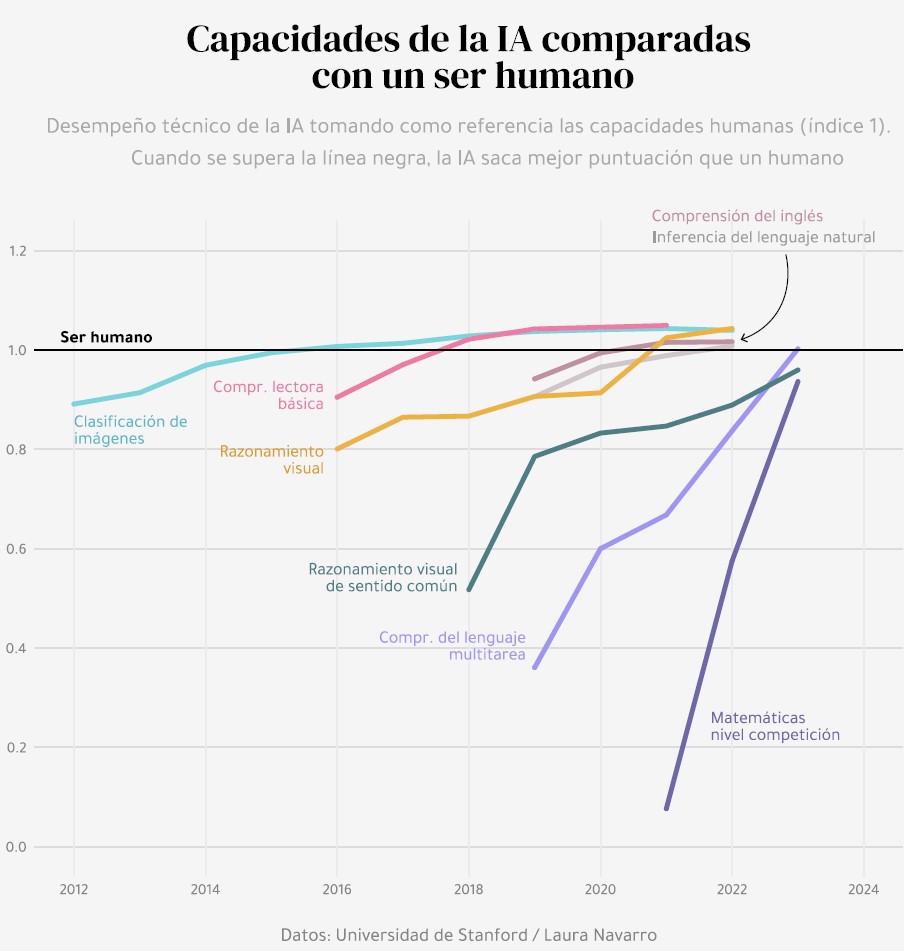 Capacidades de la IA comparadas
con un ser humano
Desempeño técnico de la IA tomando como referencia las capacidades humanas (índice 1).
Cuando se supera la línea negra, la IA saca mejor puntuación que un humano
Comprensión del inglés
Inferencia del lenguaje natural
1.2
Ser humano
1.0
Compr. lectora
básica
Clasificación de
imágenes
0.8
Razonamiento
visual
0.6
Razonamiento visual
de sentido común
0.4
Compr. del lenguaje
multitarea
Matemáticas
nivel competición
0.2
0.0
2012 2014 2016 2018 2020 2022 2024
Datos: Universidad de Stanford / Laura Navarro